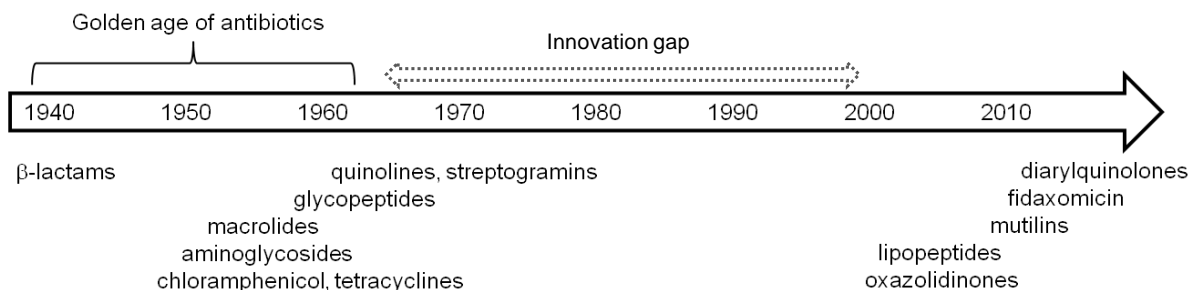 Golden age of antibiotics
Innovation gap
1940 1950 1960 1970 1980 1990 2000 2010
β-lactams quinolines, streptogramins diarylquinolones
glycopeptides fidaxomicin
macrolides mutilins
aminoglycosides lipopeptides
chloramphenicol, tetracyclines oxazolidinones